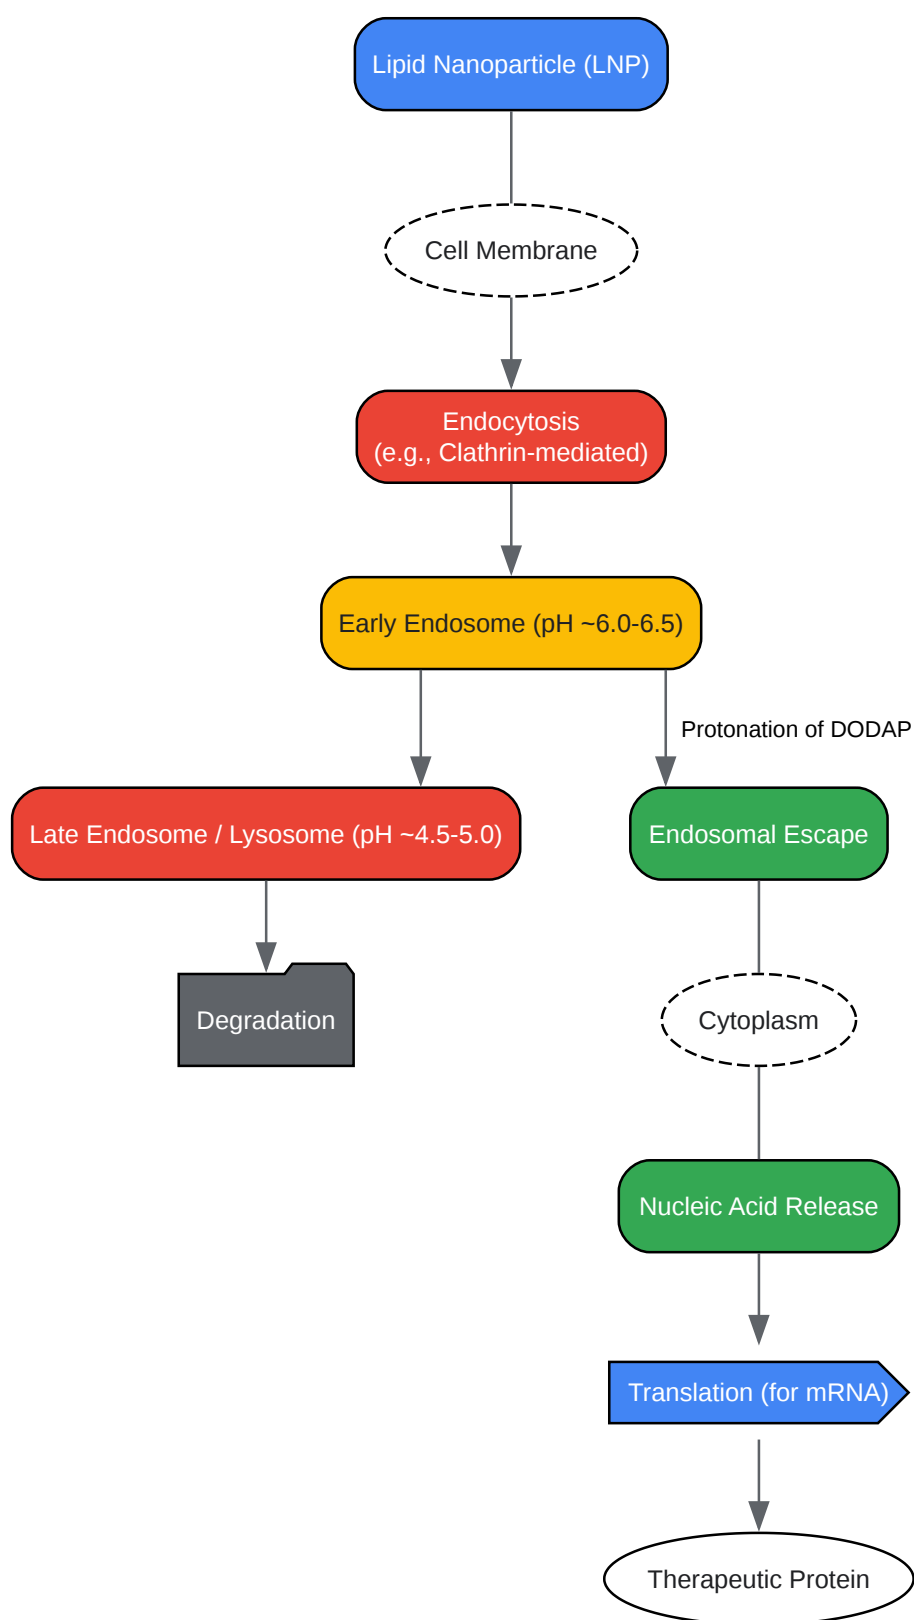 Lipid Nanoparticle (LNP)
Cell Membrane
Endocytosis
(e.g., Clathrin-mediated)
Early Endosome (pH ~6.0-6.5)
Protonation of DODAP
Late Endosome / Lysosome (pH ~4.5-5.0)
Endosomal Escape
Degradation
Cytoplasm
Nucleic Acid Release
Translation (for mRNA)
Therapeutic Protein